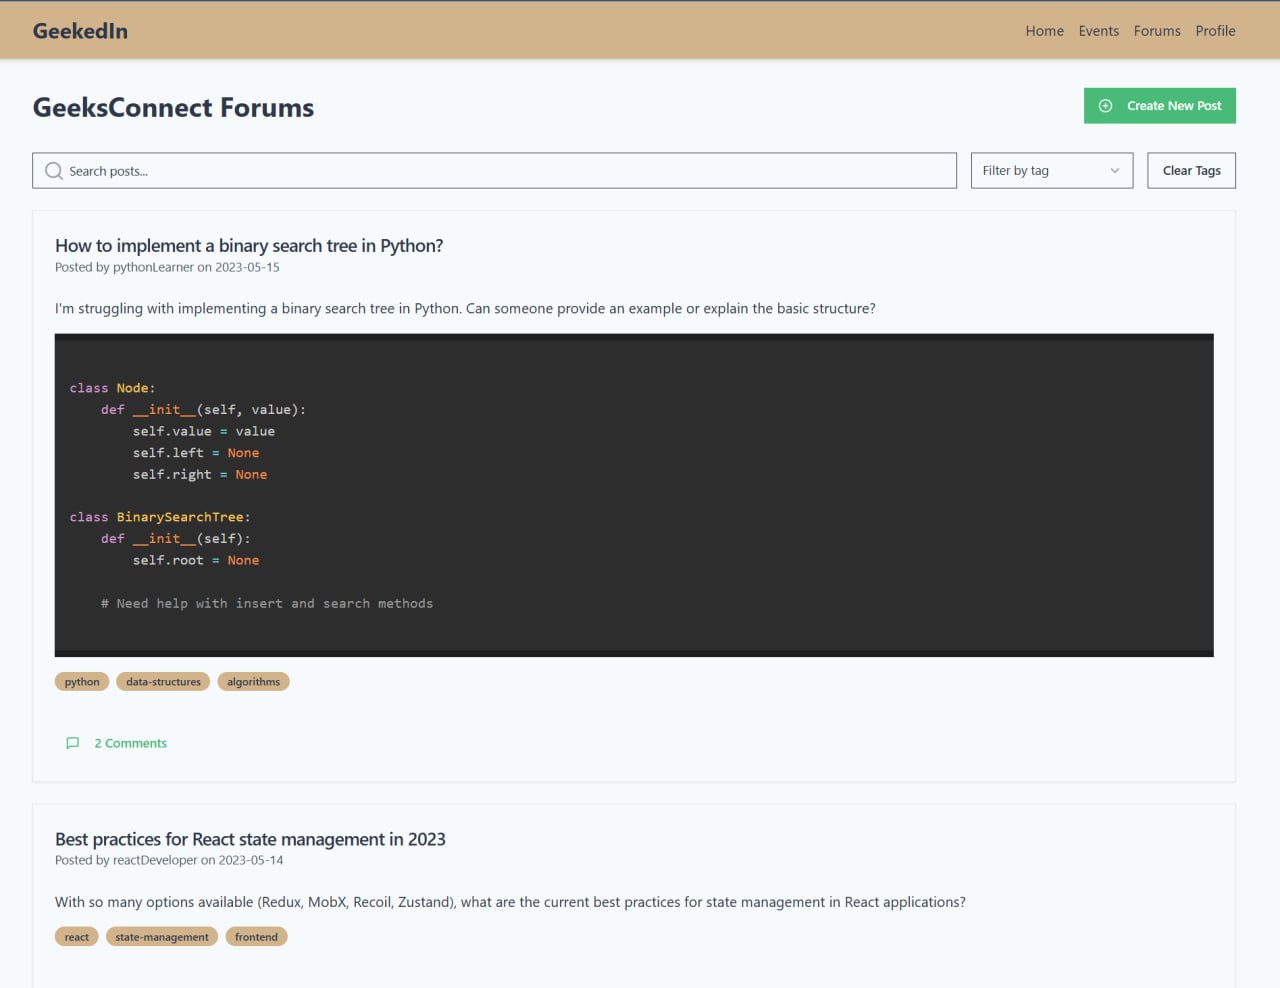 GeekedIn
Home Events Forums Profile
GeeksConnect Forums
Create New Post
Search posts...
Filter by tag
Clear Tags
How to implement a binary search tree in Python?
Posted by pythonLearner on 2023-05-15
I'm struggling with implementing a binary search tree in Python. Can someone provide an example or explain the basic structure?
class Node:
    def __init__(self, value):
        self.value = value
        self.left = None
        self.right = None
class BinarySearchTree:
    def __init__(self):
        self.root = None
    # Need help with insert and search methods
python data-structures algorithms
2 Comments
Best practices for React state management in 2023
Posted by reactDeveloper on 2023-05-14
With so many options available (Redux, MobX, Recoil, Zustand), what are the current best practices for state management in React applications?
react state-management frontend